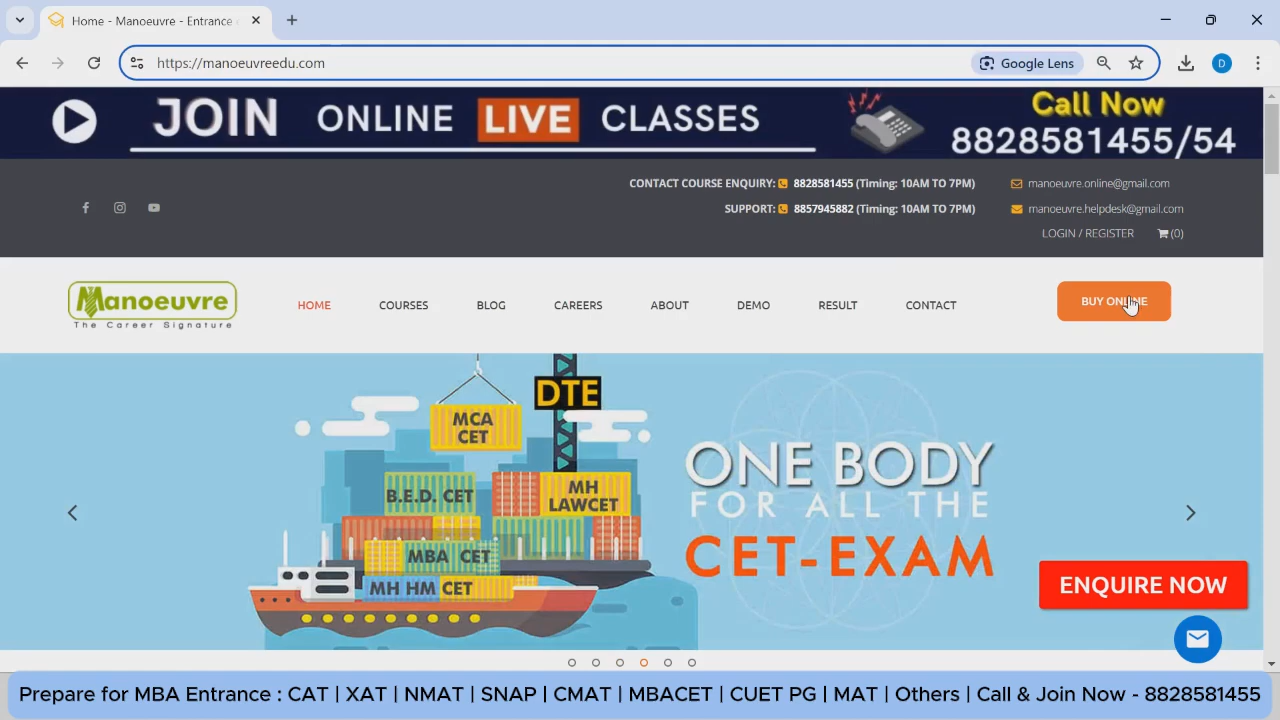 Home - Manoeuvre - Entrance
https://manoeuvreedu.com
Google Lens
D
JOIN ONLINE LIVE CLASSES
Call Now
8828581455/54
CONTACT COURSE ENQUIRY: 8828581455 (Timing: 10AM TO 7PM)
manoeuvre.online@gmail.com
SUPPORT: 8857945882 (Timing: 10AM TO 7PM)
manoeuvre.helpdesk@gmail.com
LOGIN / REGISTER
(0)
Manoeuvre
The Career Signature
HOME
COURSES
BLOG
CAREERS
ABOUT
DEMO
RESULT
CONTACT
BUY ONLINE
DTE
MCA
CET
B.E.D. CET
MH
LAWCET
MBA CET
MH HM CET
ONE BODY
FOR ALL THE
CET-EXAM
ENQUIRE NOW
Prepare for MBA Entrance : CAT | XAT | NMAT | SNAP | CMAT | MBACET | CUET PG | MAT | Others | Call & Join Now - 8828581455